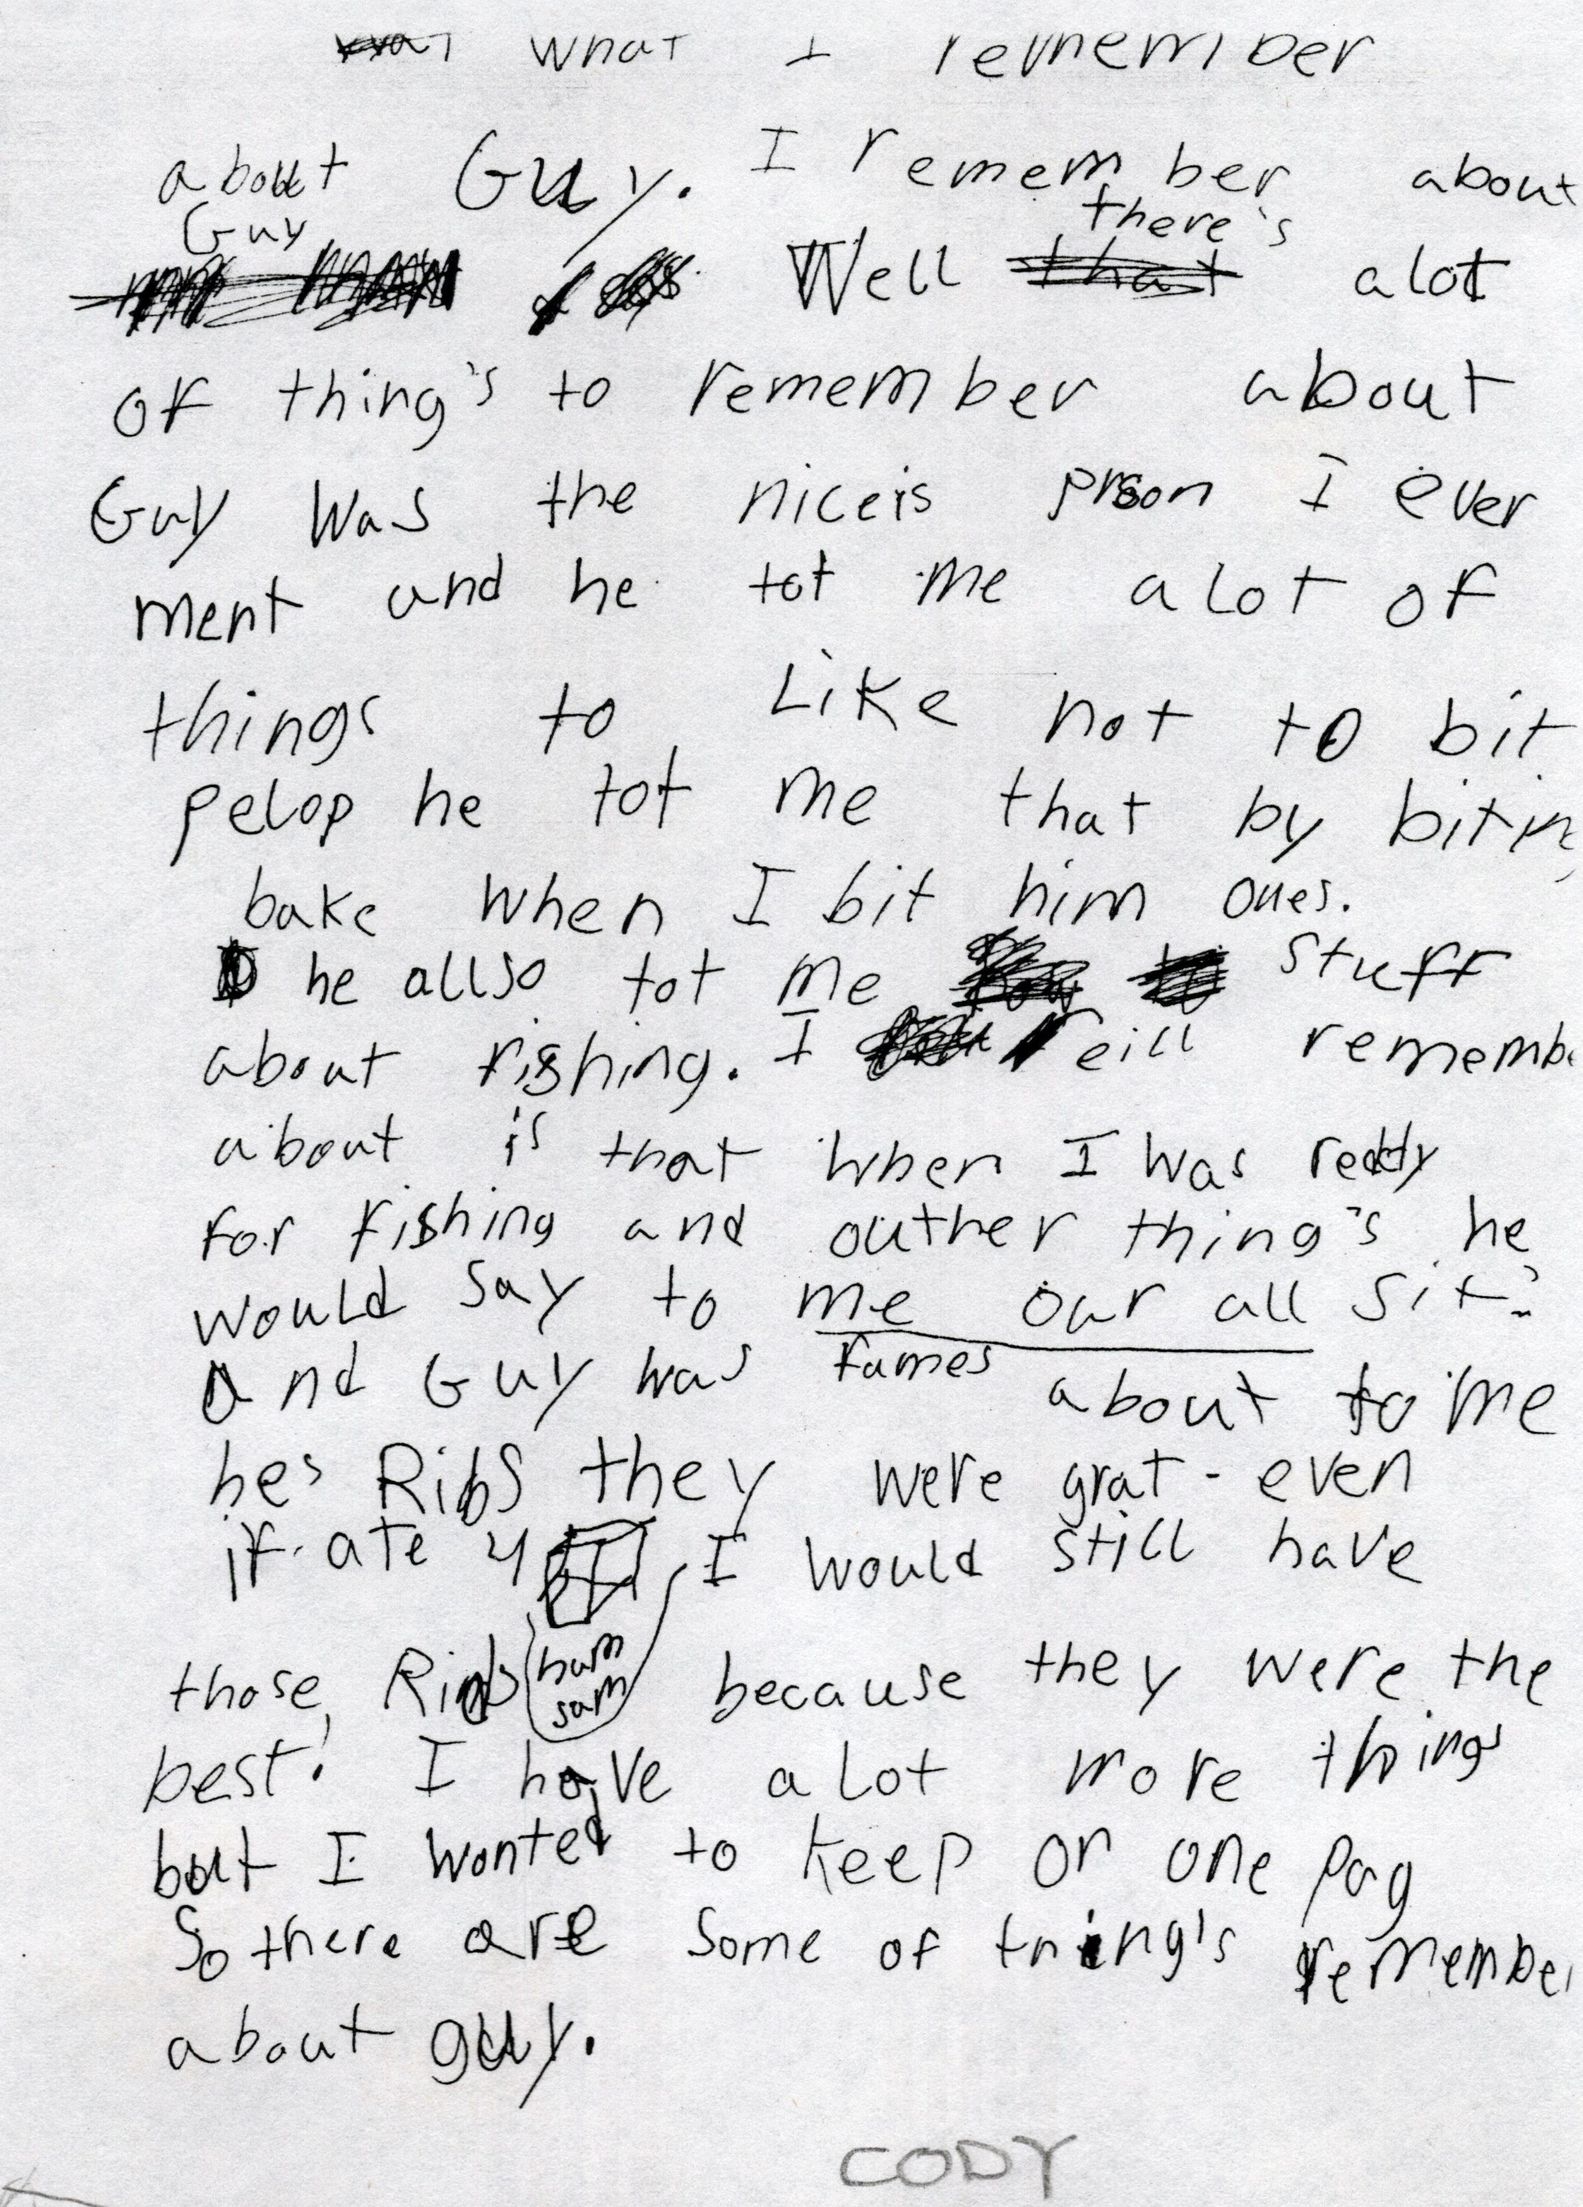 what I remember
about Guy. I remember about
Guy Well there's alot
of thing's to remember about
Guy was the niceis prson I ever
ment and he tot me alot of
things to Like not to bit
pelop he tot me that by bitin
bake when I bit him ones.
he allso tot me stuff
about fishing. I reill remembe
about is that when I was reddy
for fishing and outher thing's he
would say to me our all sit?
And Guy was fames about to me
hes Ribs they were grat - even
if ate 4 I would still have
ham
sam
those Ribs because they were the
best! I have alot more things
but I wonted to keep on one pag
So there are some of thing's remember
about guy.
CODY